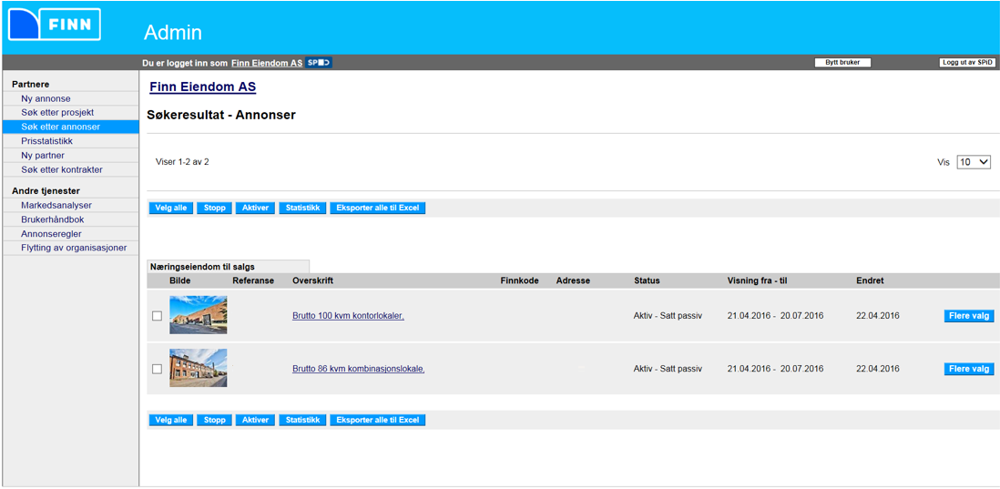 FINN
Admin
Du er logget inn som Finn Eiendom AS SPiD
Bytt bruker
Logg ut av SPiD
Partnere
Ny annonse
Søk etter prosjekt
Søk etter annonser
Prisstatistikk
Ny partner
Søk etter kontrakter
Andre tjenester
Markedsanalyser
Brukerhåndbok
Annonseregler
Flytting av organisasjoner
Finn Eiendom AS
Søkeresultat - Annonser
Viser 1-2 av 2
Vis 10
Velg alle Stopp Aktiver Statistikk Eksporter alle til Excel
Næringseiendom til salgs
Bilde Referanse Overskrift Finnkode Adresse Status Visning fra - til Endret
Brutto 100 kvm kontorlokaler, Aktiv - Satt passiv 21.04.2016 - 20.07.2016 22.04.2016 Flere valg
Brutto 86 kvm kombinasjonslokale, Aktiv - Satt passiv 21.04.2016 - 20.07.2016 22.04.2016 Flere valg
Velg alle Stopp Aktiver Statistikk Eksporter alle til Excel